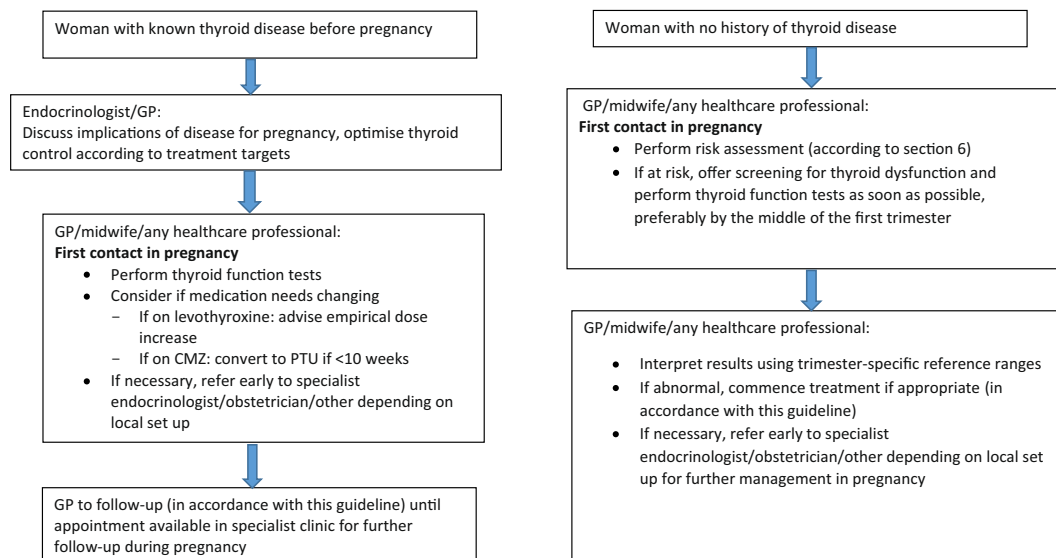 Woman with known thyroid disease before pregnancy
Endocrinologist/GP:
Discuss implications of disease for pregnancy, optimise thyroid
control according to treatment targets
GP/midwife/any healthcare professional:
First contact in pregnancy
• Perform thyroid function tests
• Consider if medication needs changing
– If on levothyroxine: advise empirical dose
increase
– If on CMZ: convert to PTU if <10 weeks
• If necessary, refer early to specialist
endocrinologist/obstetrician/other depending on
local set up
GP to follow-up (in accordance with this guideline) until
appointment available in specialist clinic for further
follow-up during pregnancy
Woman with no history of thyroid disease
GP/midwife/any healthcare professional:
First contact in pregnancy
• Perform risk assessment (according to section 6)
• If at risk, offer screening for thyroid dysfunction and
perform thyroid function tests as soon as possible,
preferably by the middle of the first trimester
GP/midwife/any healthcare professional:
• Interpret results using trimester-specific reference ranges
• If abnormal, commence treatment if appropriate (in
accordance with this guideline)
• If necessary, refer early to specialist
endocrinologist/obstetrician/other depending on local set
up for further management in pregnancy